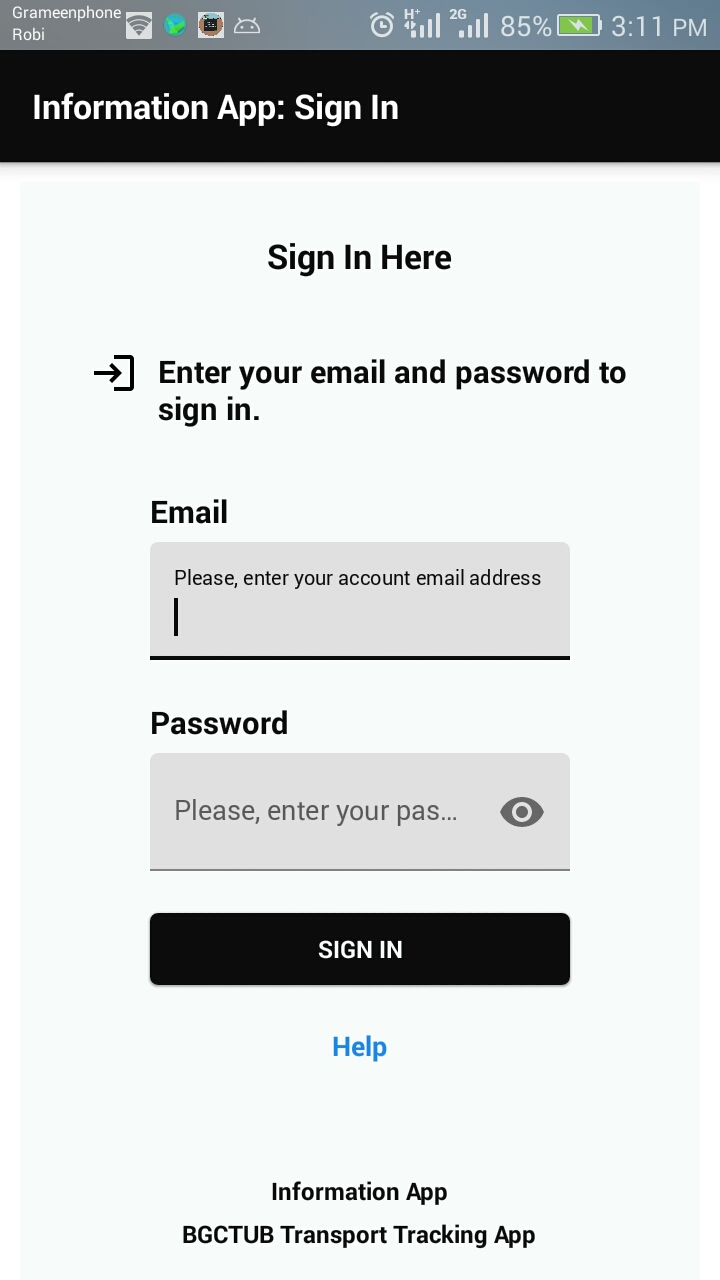 Grameenphone
Robi
H+ 2G 85% 3:11 PM
Information App: Sign In
Sign In Here
Enter your email and password to
sign in.
Email
Please, enter your account email address
Password
Please, enter your pas...
SIGN IN
Help
Information App
BGCTUB Transport Tracking App